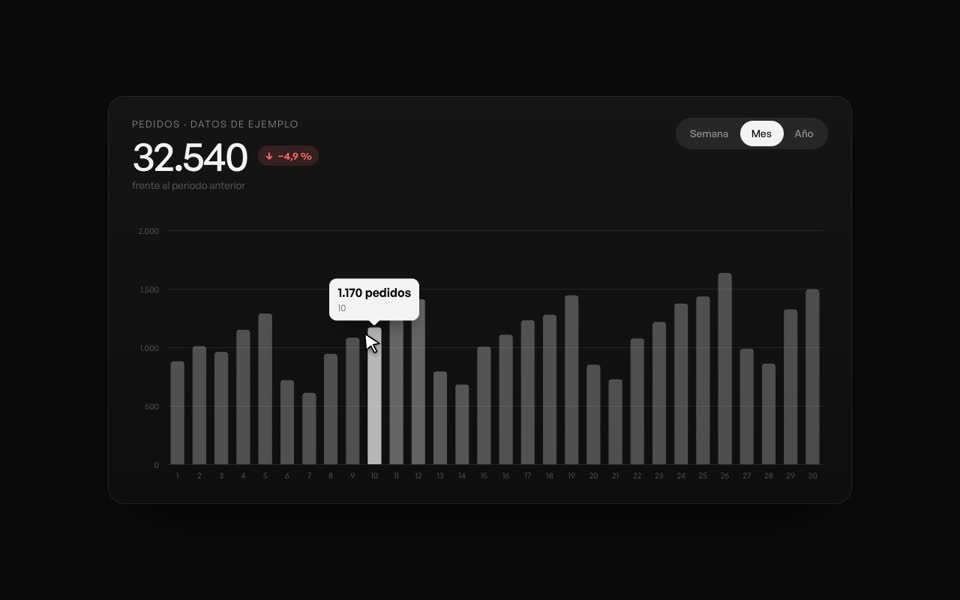 PEDIDOS · DATOS DE EJEMPLO
32.540
↓ −4,9 %
frente al periodo anterior
Semana Mes Año
2.000
1.500
1.000
500
0
1.170 pedidos
10
1 2 3 4 5 6 7 8 9 10 11 12 13 14 15 16 17 18 19 20 21 22 23 24 25 26 27 28 29 30